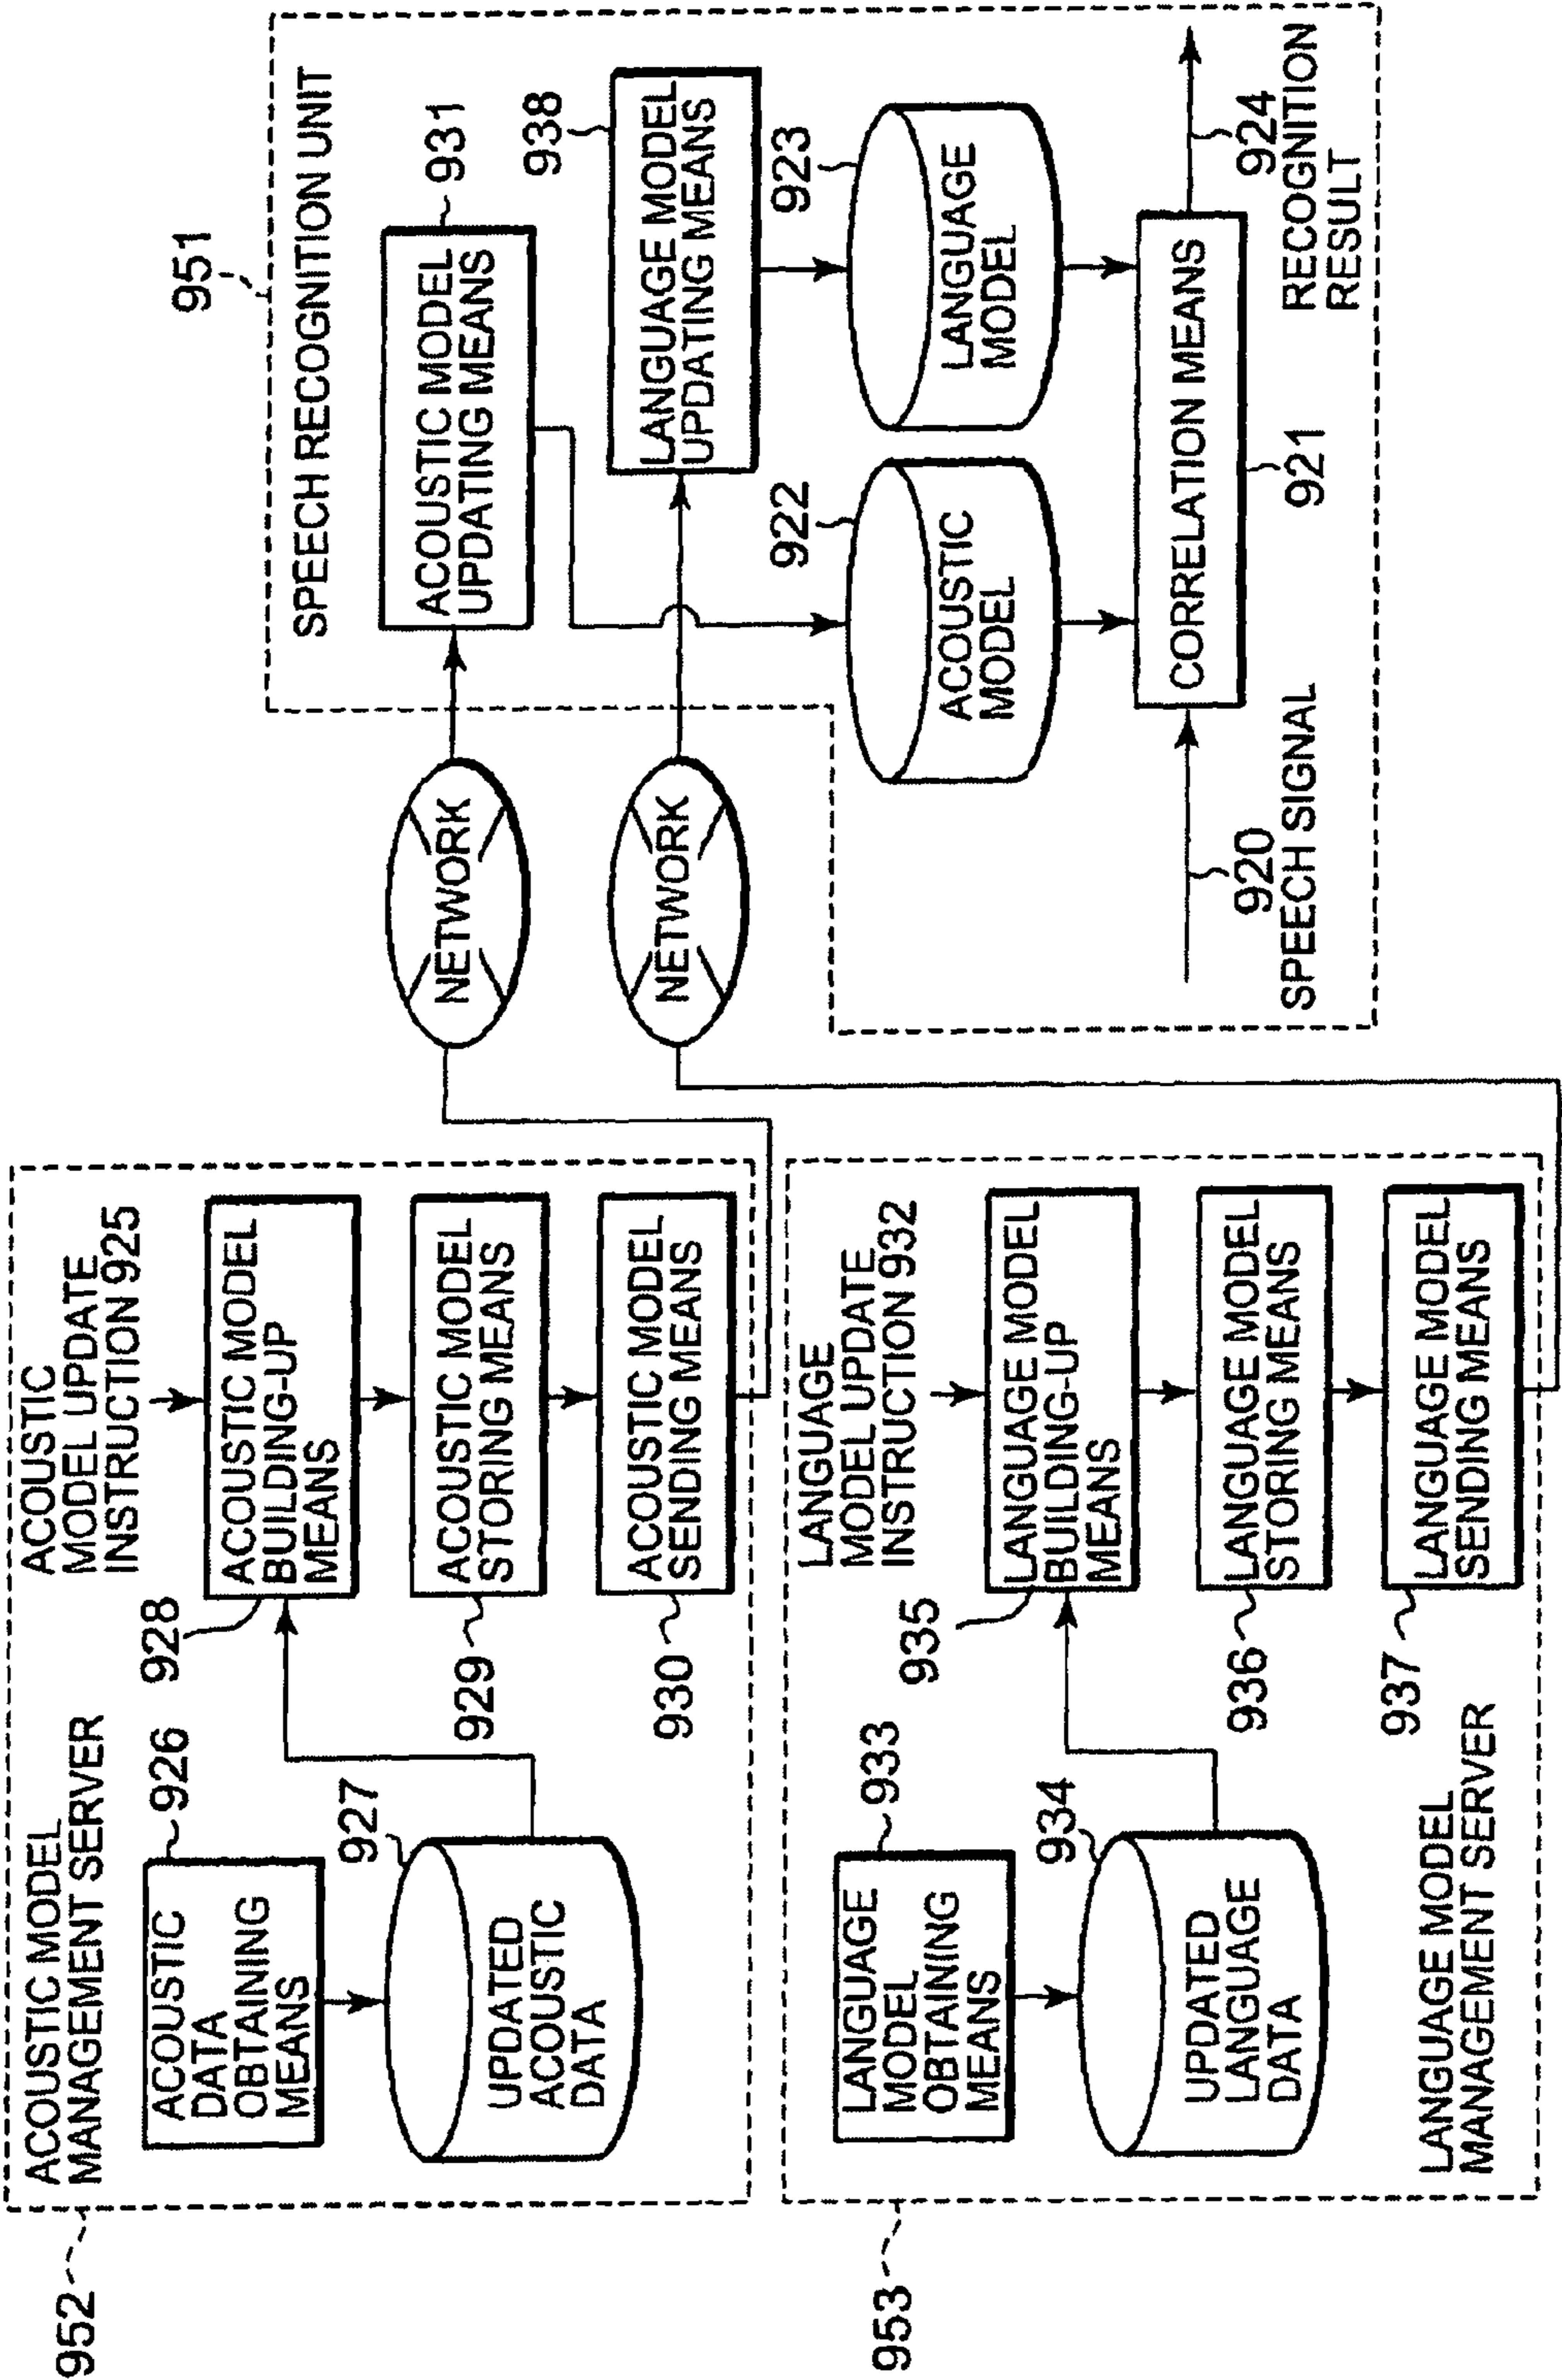 952
ACOUSTIC MODEL
MANAGEMENT SERVER
ACOUSTIC
DATA
OBTAINING
MEANS
926
UPDATED
ACOUSTIC
DATA
927
ACOUSTIC
MODEL UPDATE
INSTRUCTION 925
928
ACOUSTIC MODEL
BUILDING-UP
MEANS
929
ACOUSTIC MODEL
STORING MEANS
930
ACOUSTIC MODEL
SENDING MEANS
953
LANGUAGE
MODEL
OBTAINING
MEANS
933
934
UPDATED
LANGUAGE
DATA
LANGUAGE MODEL
MANAGEMENT SERVER
LANGUAGE
MODEL UPDATE
INSTRUCTION 932
935
LANGUAGE MODEL
BUILDING-UP
MEANS
936
LANGUAGE MODEL
STORING MEANS
937
LANGUAGE MODEL
SENDING MEANS
NETWORK
NETWORK
951
SPEECH RECOGNITION UNIT
ACOUSTIC MODEL
UPDATING MEANS
931
938
LANGUAGE MODEL
UPDATING MEANS
922
ACOUSTIC
MODEL
923
LANGUAGE
MODEL
CORRELATION MEANS
921
920
SPEECH SIGNAL
924
RECOGNITION
RESULT